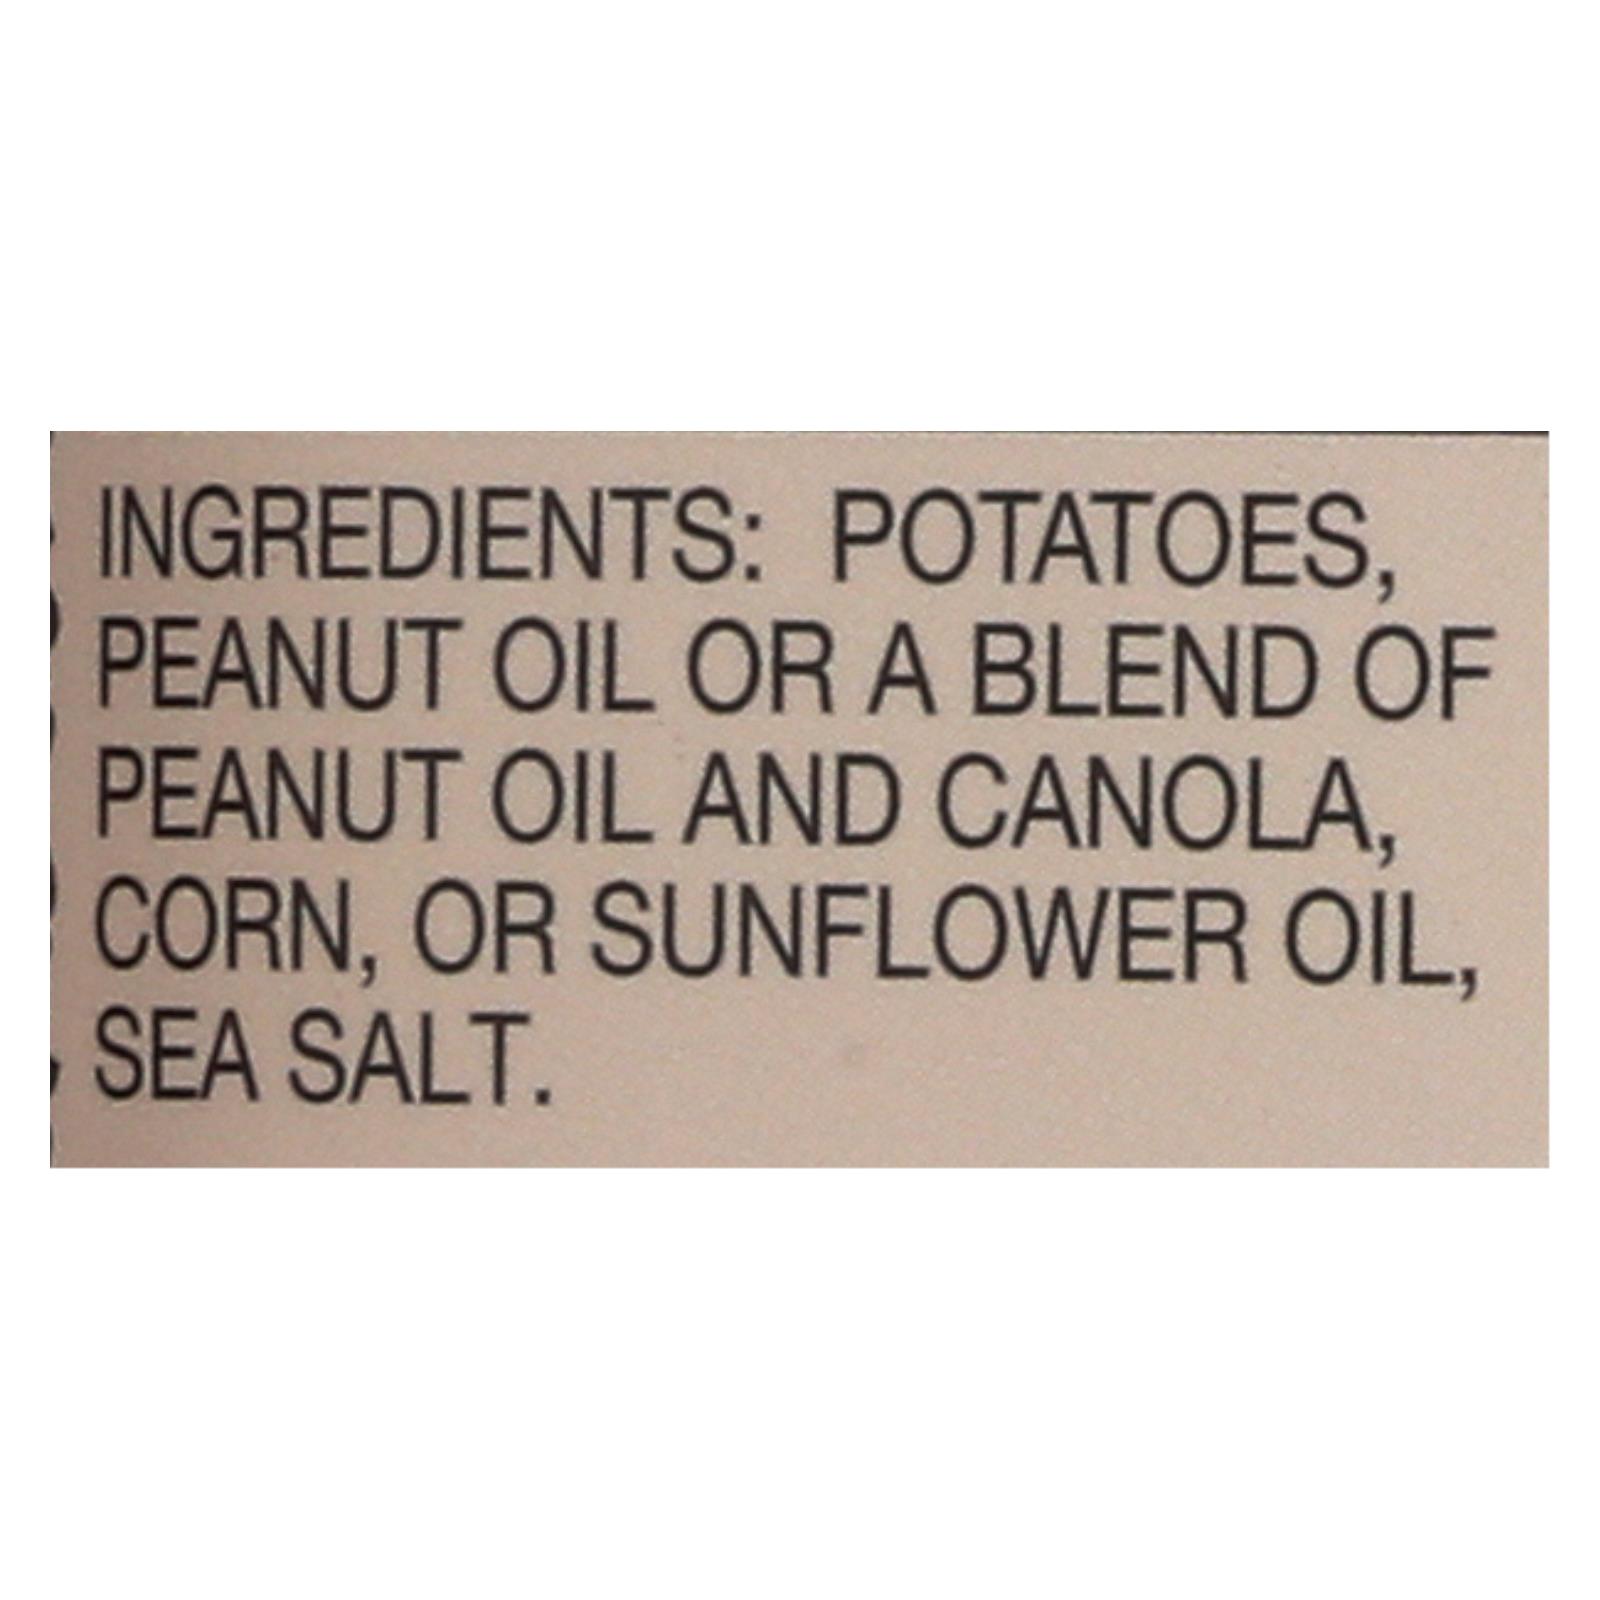 INGREDIENTS: POTATOES,
PEANUT OIL OR A BLEND OF
PEANUT OIL AND CANOLA,
CORN, OR SUNFLOWER OIL,
SEA SALT.